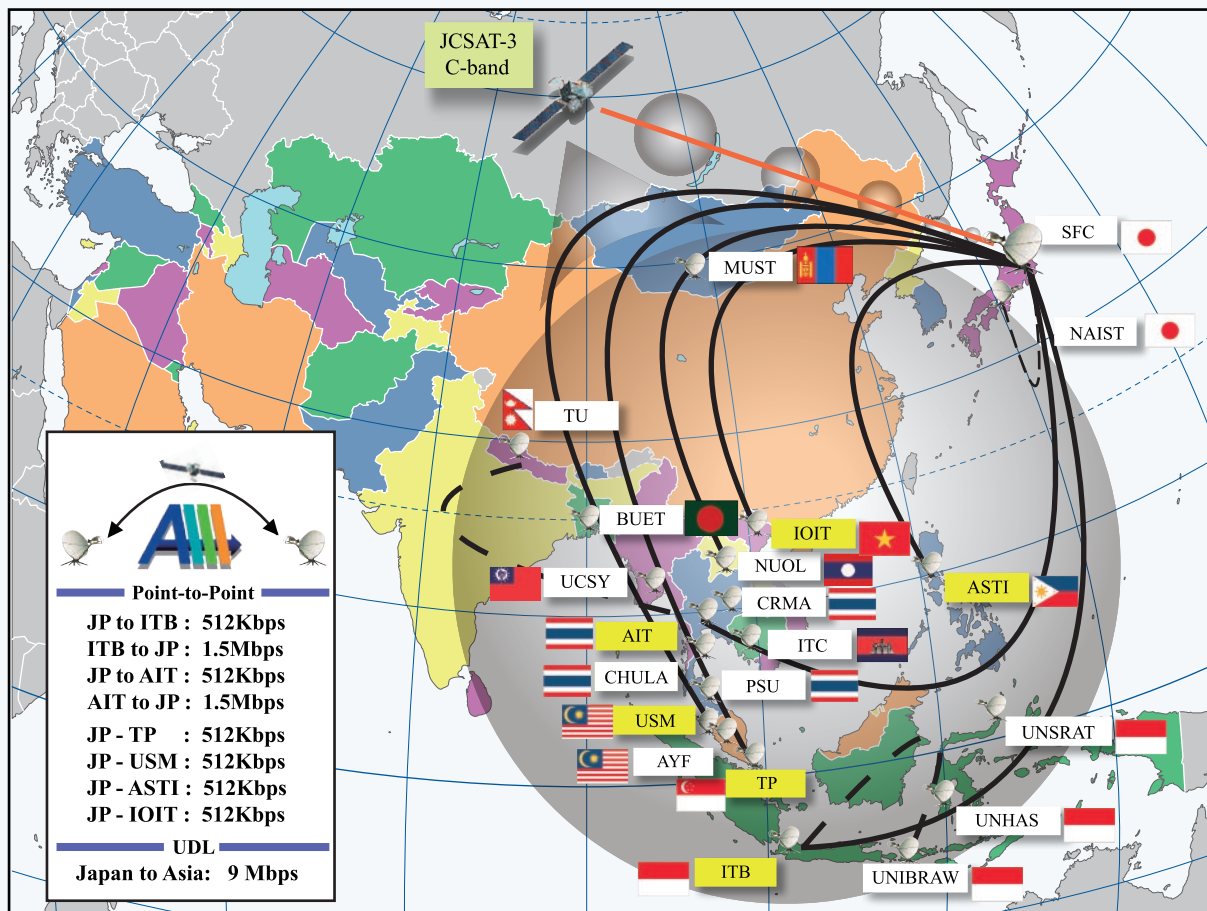 JCSAT-3
C-band
SFC
MUST
NAIST
TU
BUET
IOIT
NUOL
UCSY
ASTI
CRMA
AIT
ITC
CHULA
PSU
USM
UNSRAT
AYF
TP
UNHAS
ITB
UNIBRAW
AIII
Point-to-Point
JP to ITB : 512Kbps
ITB to JP : 1.5Mbps
JP to AIT : 512Kbps
AIT to JP : 1.5Mbps
JP - TP : 512Kbps
JP - USM : 512Kbps
JP - ASTI : 512Kbps
JP - IOIT : 512Kbps
UDL
Japan to Asia: 9 Mbps